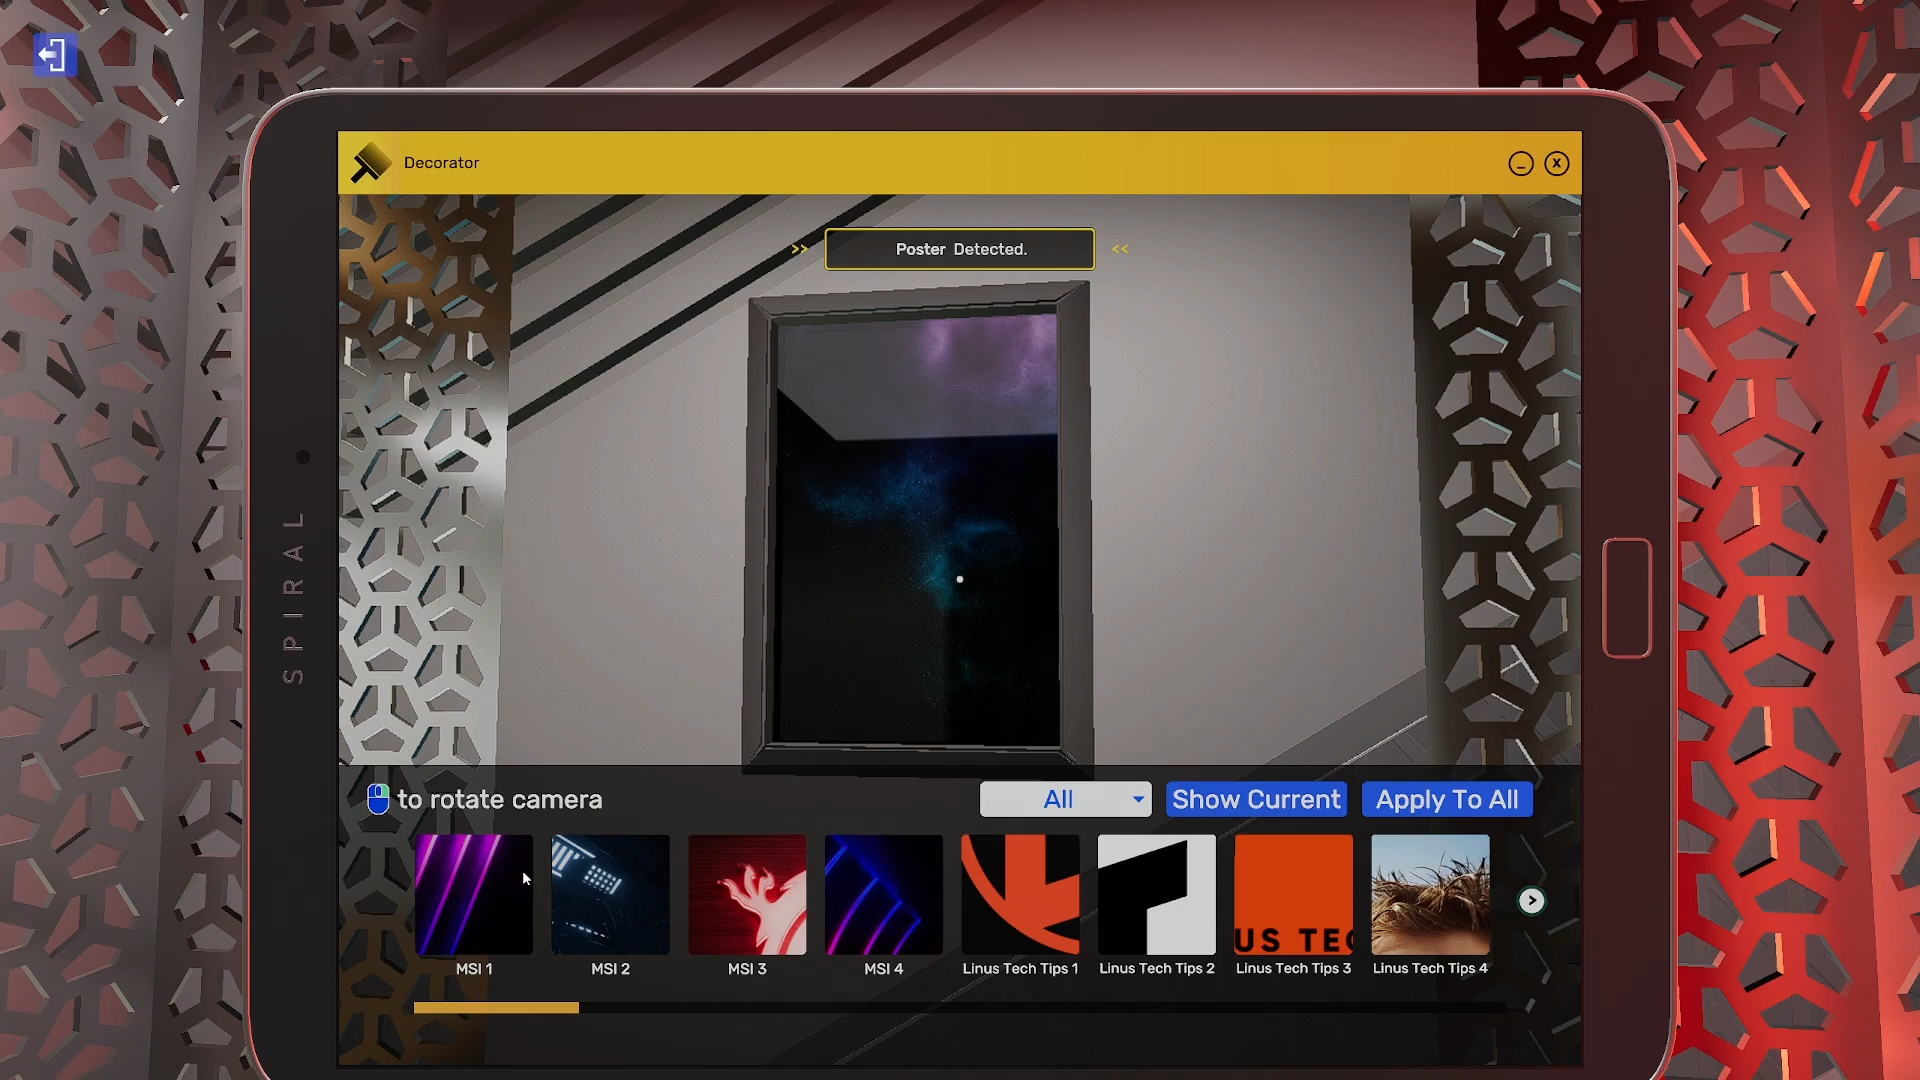 Decorator
>> Poster Detected. <<
SPIRAL
to rotate camera
All
Show Current
Apply To All
US TEC
MSI 1
MSI 2
MSI 3
MSI 4
Linus Tech Tips 1
Linus Tech Tips 2
Linus Tech Tips 3
Linus Tech Tips 4